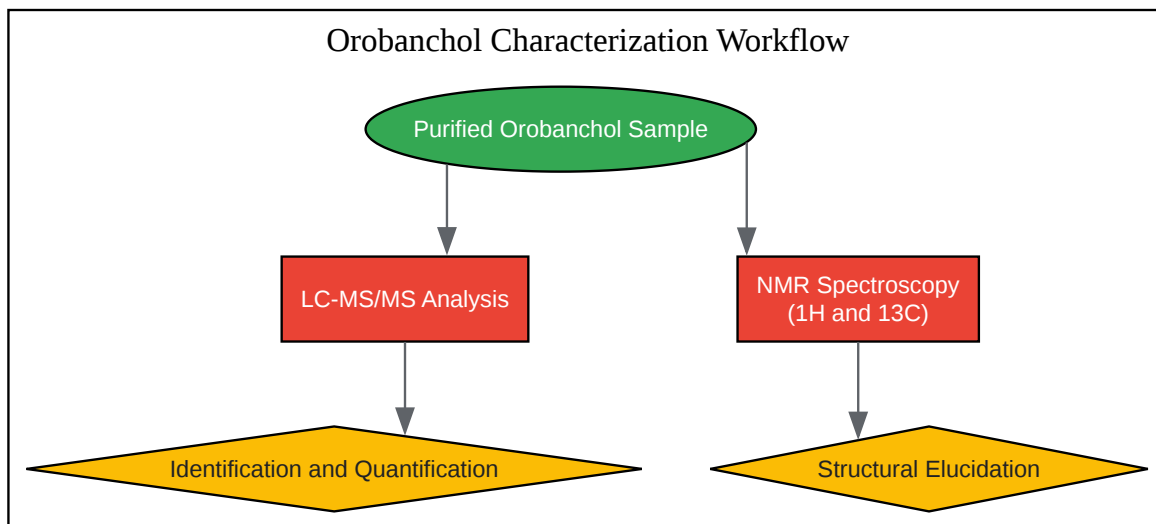 Orobanchol Characterization Workflow
Purified Orobanchol Sample
LC-MS/MS Analysis
NMR Spectroscopy
(1H and 13C)
Identification and Quantification
Structural Elucidation